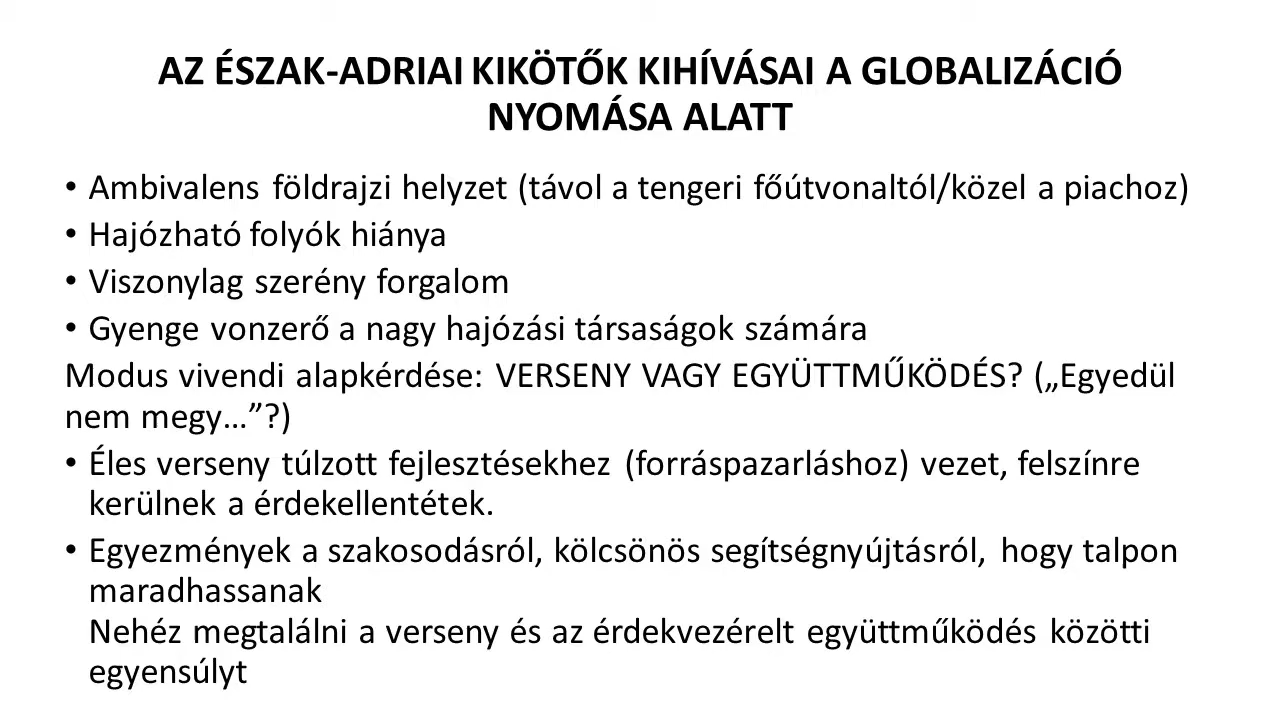 AZ ÉSZAK-ADRIAI KIKÖTŐK KIHÍVÁSAI A GLOBALIZÁCIÓ
NYOMÁSA ALATT
• Ambivalens földrajzi helyzet (távol a tengeri főútvonaltól/közel a piachoz)
• Hajózható folyók hiánya
• Viszonylag szerény forgalom
• Gyenge vonzerő a nagy hajózási társaságok számára
Modus vivendi alapkérdése: VERSENY VAGY EGYÜTTMŰKÖDÉS? („Egyedül
nem megy…”?)
• Éles verseny túlzott fejlesztésekhez (forráspazarláshoz) vezet, felszínre
kerülnek a érdekellentétek.
• Egyezmények a szakosodásról, kölcsönös segítségnyújtásról, hogy talpon
maradhassanak
Nehéz megtalálni a verseny és az érdekvezérelt együttműködés közötti
egyensúlyt